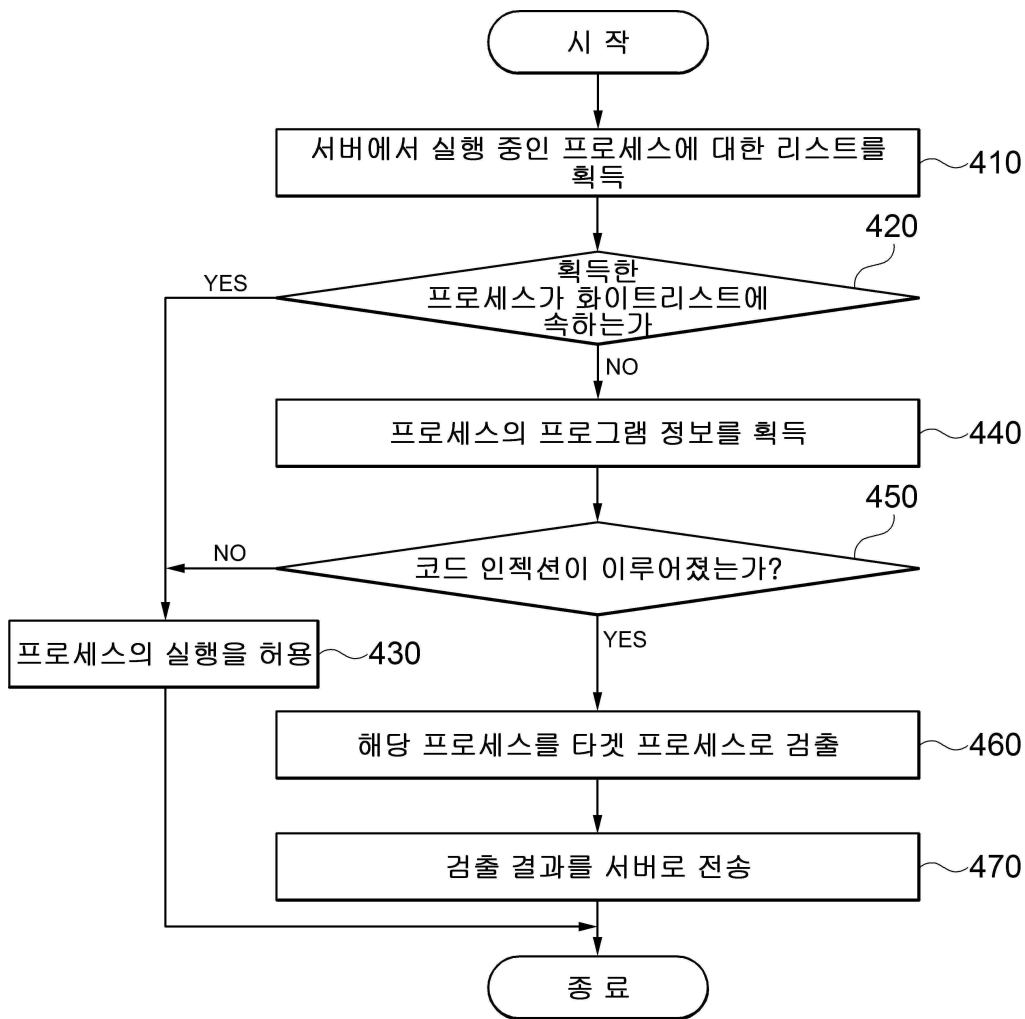 시 작
서버에서 실행 중인 프로세스에 대한 리스트를
획득
410
420
획득한
프로세스가 화이트리스트에
속하는가
YES
NO
프로세스의 프로그램 정보를 획득
440
450
코드 인젝션이 이루어졌는가?
NO
YES
프로세스의 실행을 허용
430
해당 프로세스를 타겟 프로세스로 검출
460
검출 결과를 서버로 전송
470
종 료